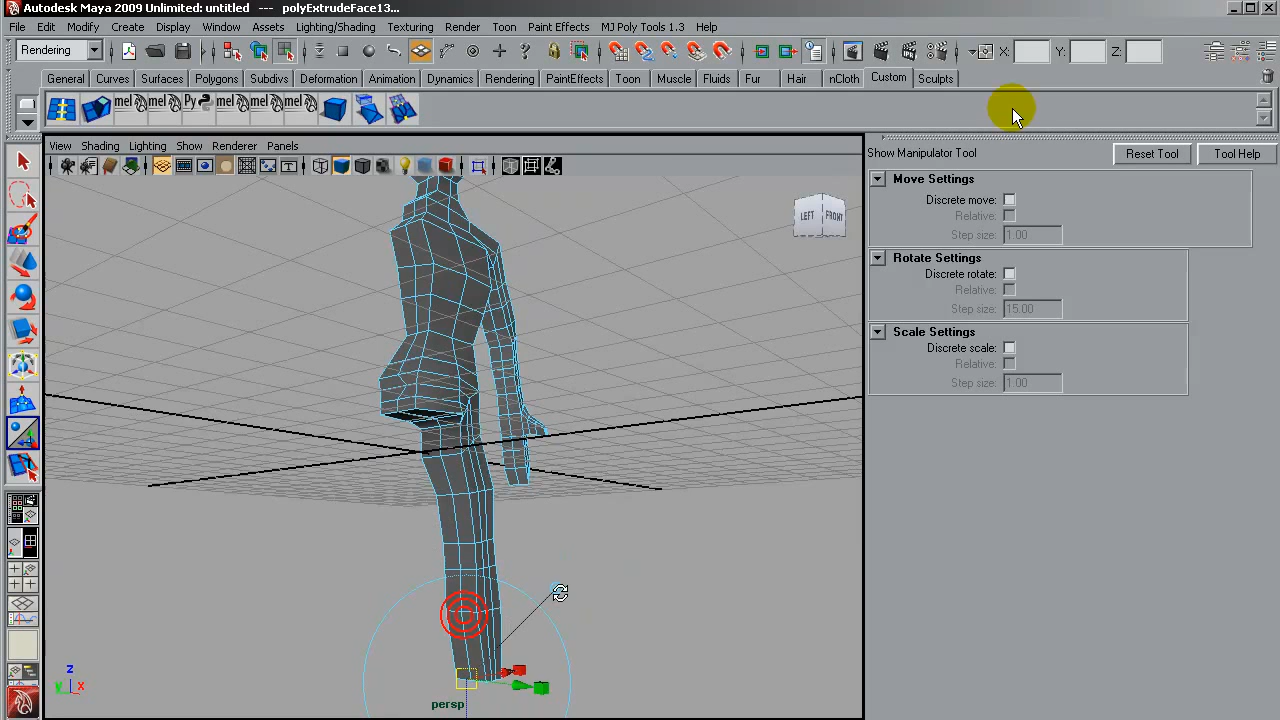 Autodesk Maya 2009 Unlimited: untitled --- polyExtrudeFace13...
File Edit Modify Create Display Window Assets Lighting/Shading Texturing Render Toon Paint Effects MJ Poly Tools 1.3 Help
Rendering X: Y: Z:
General Curves Surfaces Polygons Subdivs Deformation Animation Dynamics Rendering PaintEffects Toon Muscle Fluids Fur Hair nCloth Custom Sculpts
mel mel Py mel mel mel
View Shading Lighting Show Renderer Panels
Show Manipulator Tool Reset Tool Tool Help
Move Settings
Discrete move:
Relative:
Step size: 1.00
Rotate Settings
Discrete rotate:
Relative:
Step size: 15.00
Scale Settings
Discrete scale:
Relative:
Step size: 1.00
LEFT FRONT
z
y x
persp